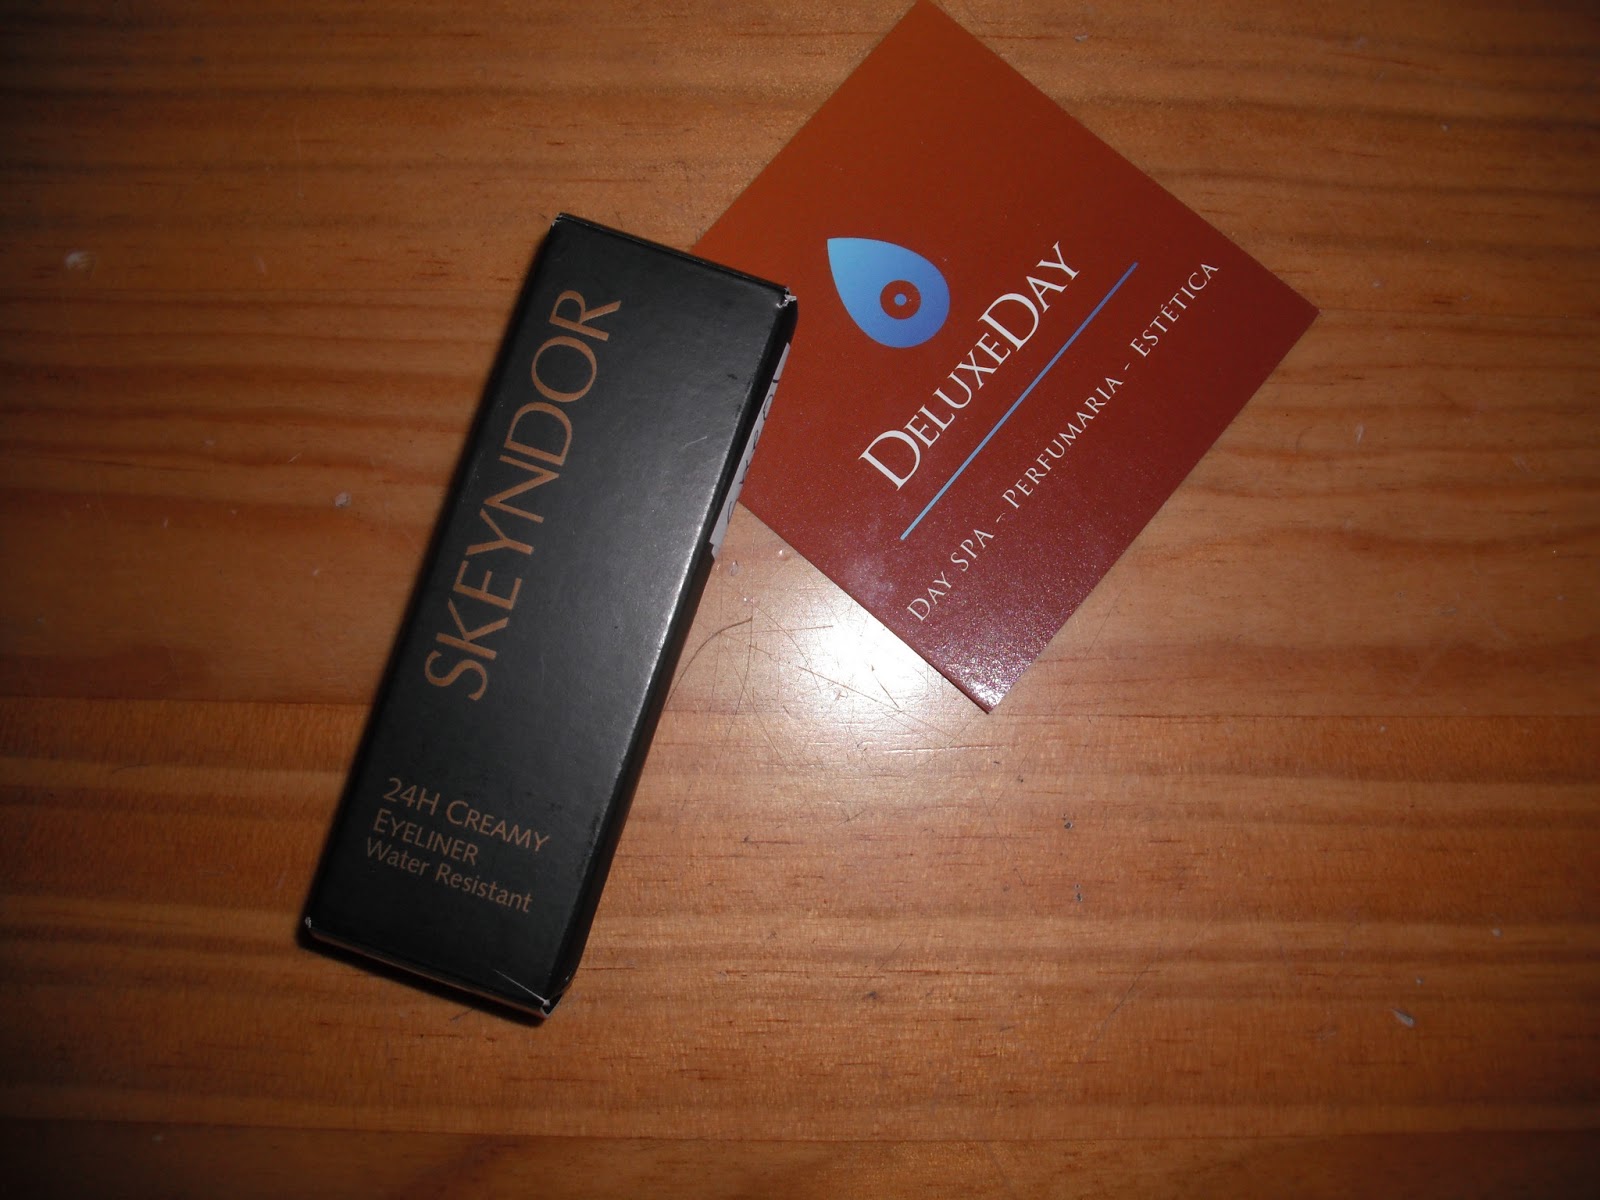 SKEYNDOR
24H CREAMY
EYELINER
Water Resistant
DELUXEDAY
DAY SPA - PERFUMARIA - ESTÉTICA